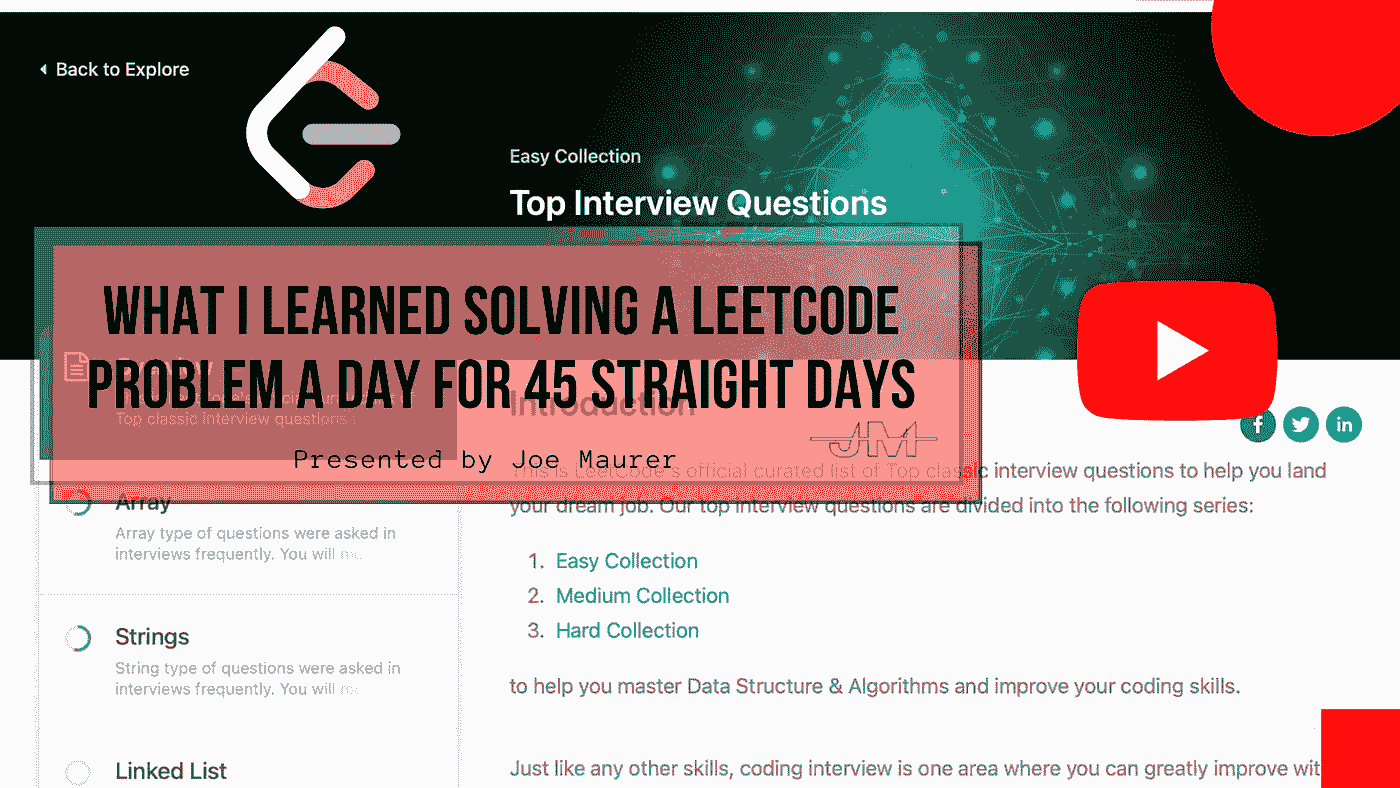 Back to Explore
Easy Collection
Top Interview Questions
WHAT I LEARNED SOLVING A LEETCODE
PROBLEM A DAY FOR 45 STRAIGHT DAYS
Presented by Joe Maurer
JM
Introduction
This is LeetCode's official curated list of Top classic interview questions to help you land
your dream job. Our top interview questions are divided into the following series:
1. Easy Collection
2. Medium Collection
3. Hard Collection
to help you master Data Structure & Algorithms and improve your coding skills.
Just like any other skills, coding interview is one area where you can greatly improve wit
Top classic interview questions
Array
Array type of questions were asked in
interviews frequently. You will
Strings
String type of questions were asked in
interviews frequently. You will
Linked List
f
in